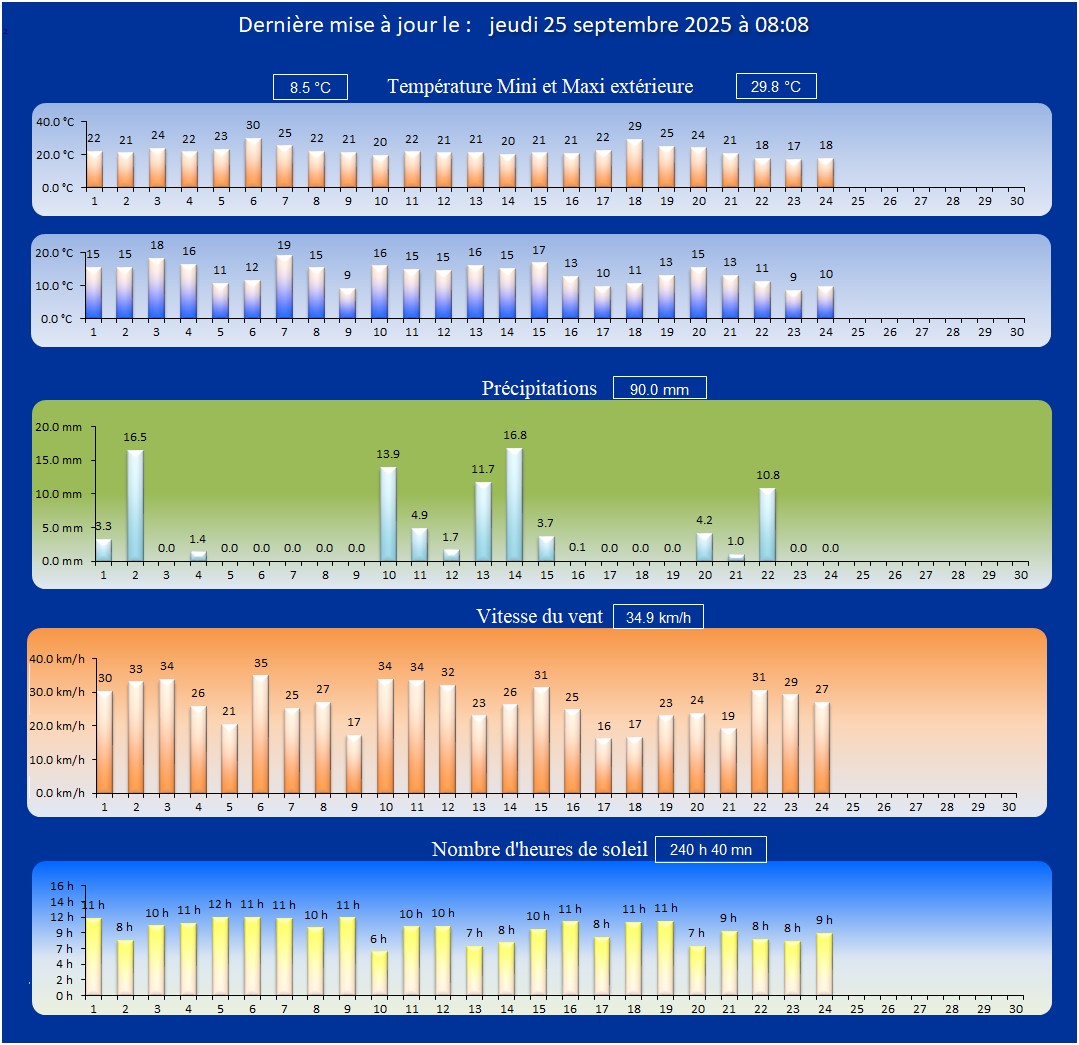 Dernière mise à jour le : jeudi 25 septembre 2025 à 08:08
8.5 °C Température Mini et Maxi extérieure 29.8 °C
40.0 °C
20.0 °C
0.0 °C
22 21 24 22 23 30 25 22 21 20 22 21 21 20 21 21 22 29 25 24 21 18 17 18
1 2 3 4 5 6 7 8 9 10 11 12 13 14 15 16 17 18 19 20 21 22 23 24 25 26 27 28 29 30
20.0 °C
10.0 °C
0.0 °C
15 15 18 16 11 12 19 15 9 16 15 15 16 15 17 13 10 11 13 15 13 11 9 10
1 2 3 4 5 6 7 8 9 10 11 12 13 14 15 16 17 18 19 20 21 22 23 24 25 26 27 28 29 30
Précipitations 90.0 mm
20.0 mm
15.0 mm
10.0 mm
5.0 mm
0.0 mm
3.3 16.5 0.0 1.4 0.0 0.0 0.0 0.0 0.0 13.9 4.9 1.7 11.7 16.8 3.7 0.1 0.0 0.0 0.0 4.2 1.0 10.8 0.0 0.0
1 2 3 4 5 6 7 8 9 10 11 12 13 14 15 16 17 18 19 20 21 22 23 24 25 26 27 28 29 30
Vitesse du vent 34.9 km/h
40.0 km/h
30.0 km/h
20.0 km/h
10.0 km/h
0.0 km/h
30 33 34 26 21 35 25 27 17 34 34 32 23 26 31 25 16 17 23 24 19 31 29 27
1 2 3 4 5 6 7 8 9 10 11 12 13 14 15 16 17 18 19 20 21 22 23 24 25 26 27 28 29 30
Nombre d'heures de soleil 240 h 40 mn
16 h
14 h
12 h
9 h
7 h
4 h
2 h
0 h
11 h 8 h 10 h 11 h 12 h 11 h 11 h 10 h 11 h 6 h 10 h 10 h 7 h 8 h 10 h 11 h 8 h 11 h 11 h 7 h 9 h 8 h 8 h 9 h
1 2 3 4 5 6 7 8 9 10 11 12 13 14 15 16 17 18 19 20 21 22 23 24 25 26 27 28 29 30